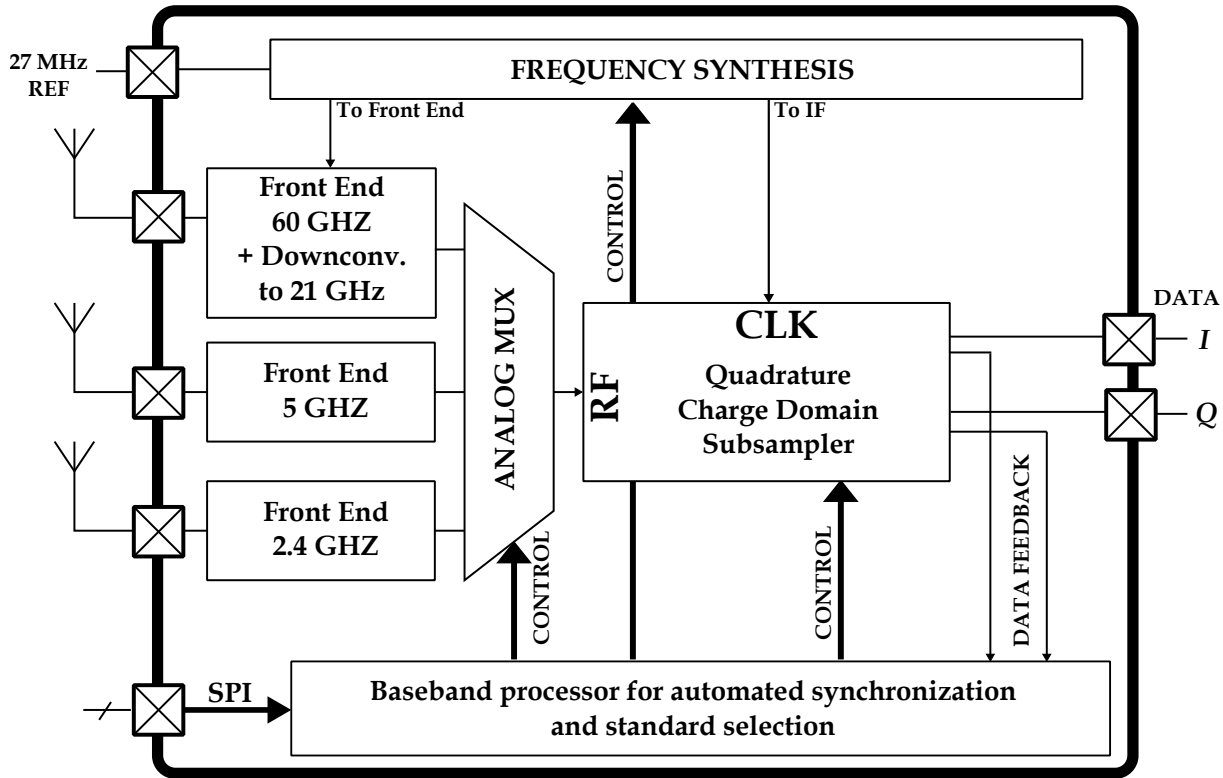 27 MHz
REF
FREQUENCY SYNTHESIS
To Front End
To IF
Front End
60 GHZ
+ Downconv.
to 21 GHz
CONTROL
ANALOG MUX
Front End
5 GHZ
Front End
2.4 GHZ
CLK
RF
Quadrature
Charge Domain
Subsampler
DATA
I
Q
CONTROL
CONTROL
DATA FEEDBACK
SPI
Baseband processor for automated synchronization
and standard selection